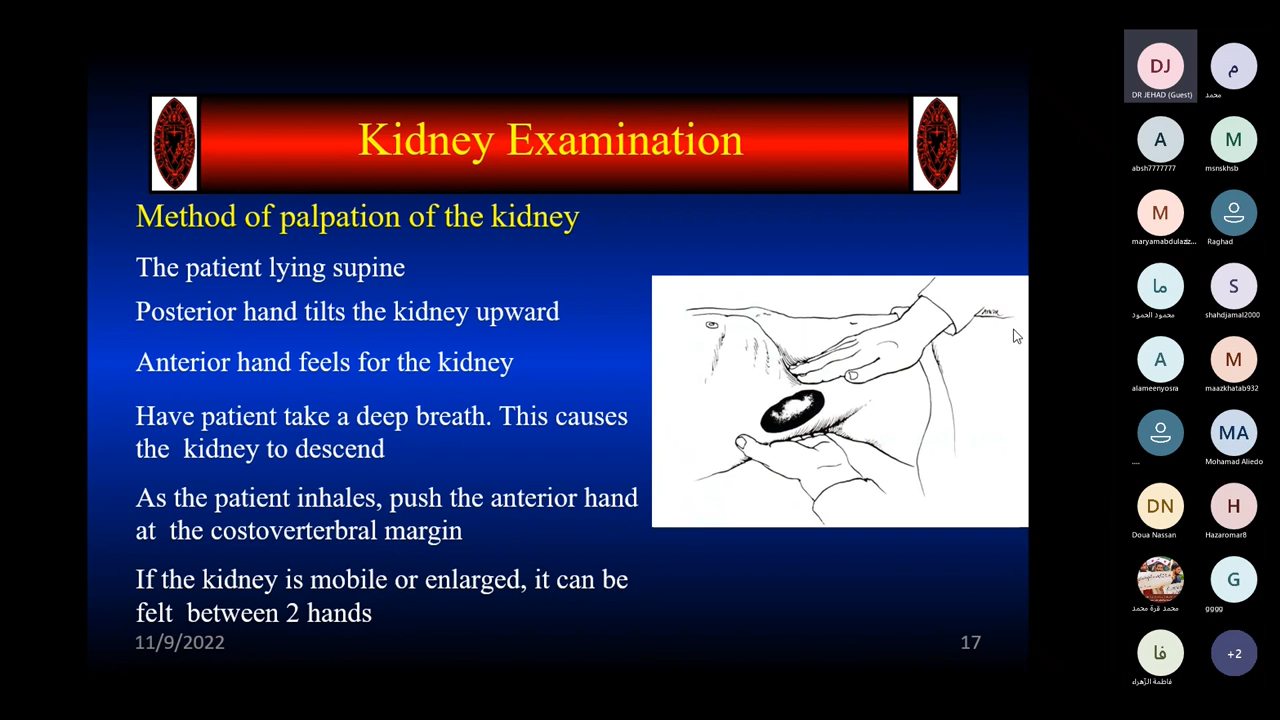 Kidney Examination
Method of palpation of the kidney
The patient lying supine
Posterior hand tilts the kidney upward
Anterior hand feels for the kidney
Have patient take a deep breath. This causes
the kidney to descend
As the patient inhales, push the anterior hand
at the costoverterbral margin
If the kidney is mobile or enlarged, it can be
felt between 2 hands
11/9/2022
17
DJ
DR JEHAD (Guest)
م
محمد
A
absh7777777
M
msnskhsb
M
maryamabdulaziz...
Raghad
ما
محمود الحمود
S
shahdjamal2000
A
alameenyosra
M
maazkhatab932
....
MA
Mohamad Aliedo
DN
Doua Nassan
H
Hazaromar8
محمد قرة محمد
G
gggg
فا
فاطمة الزهراء
+2